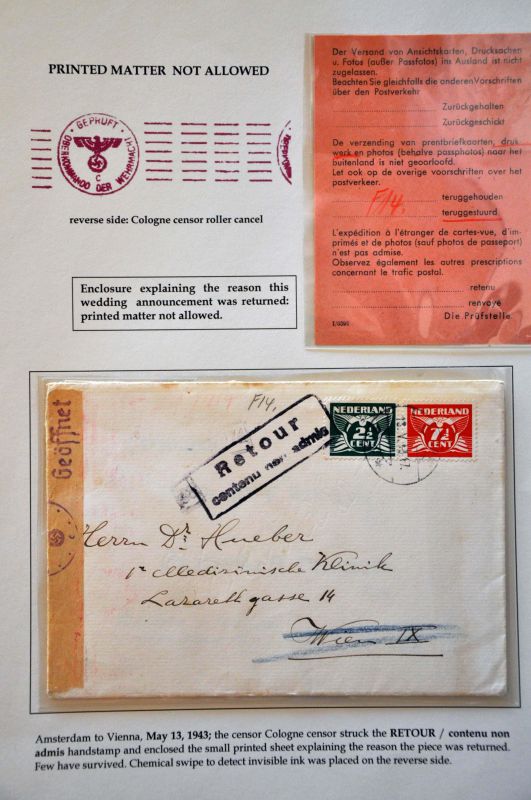 PRINTED MATTER NOT ALLOWED
GEPRÜFT
OBERKOMMANDO DER WEHRMACHT
C
reverse side: Cologne censor roller cancel
Enclosure explaining the reason this
wedding announcement was returned:
printed matter not allowed.
Der Versand von Ansichtskarten, Drucksachen
u. Fotos (außer Passfotos) ins Ausland ist nicht
zugelassen.
Beachten Sie gleichfalls die anderen Vorschriften
über den Postverkehr
Zurückgehalten
Zurückgeschickt
De verzending van prentbriefkaarten, druk
werk en photos (behalve passphotos) naar het
buitenland is niet geoorloofd.
Let ook op de overige voorschriften over het
postverkeer.
F14. teruggehouden
teruggestuurd
L'expédition à l'étranger de cartes-vue, d'im-
primés et de photos (sauf photos de passeport)
n'est pas admise.
Observez également les autres prescriptions
concernant le trafic postal.
retenu
renvoye
Die Prüfstelle.
Geöffnet
F14.
Retour
contenu non admis
NEDERLAND
2½
CENT
NEDERLAND
7½
CENT
Herrn Dr. Hueber
1e Medizinische Klinik
Lazarettgasse 14
Wien IX
Amsterdam to Vienna, May 13, 1943; the censor Cologne censor struck the RETOUR / contenu non
admis handstamp and enclosed the small printed sheet explaining the reason the piece was returned.
Few have survived. Chemical swipe to detect invisible ink was placed on the reverse side.